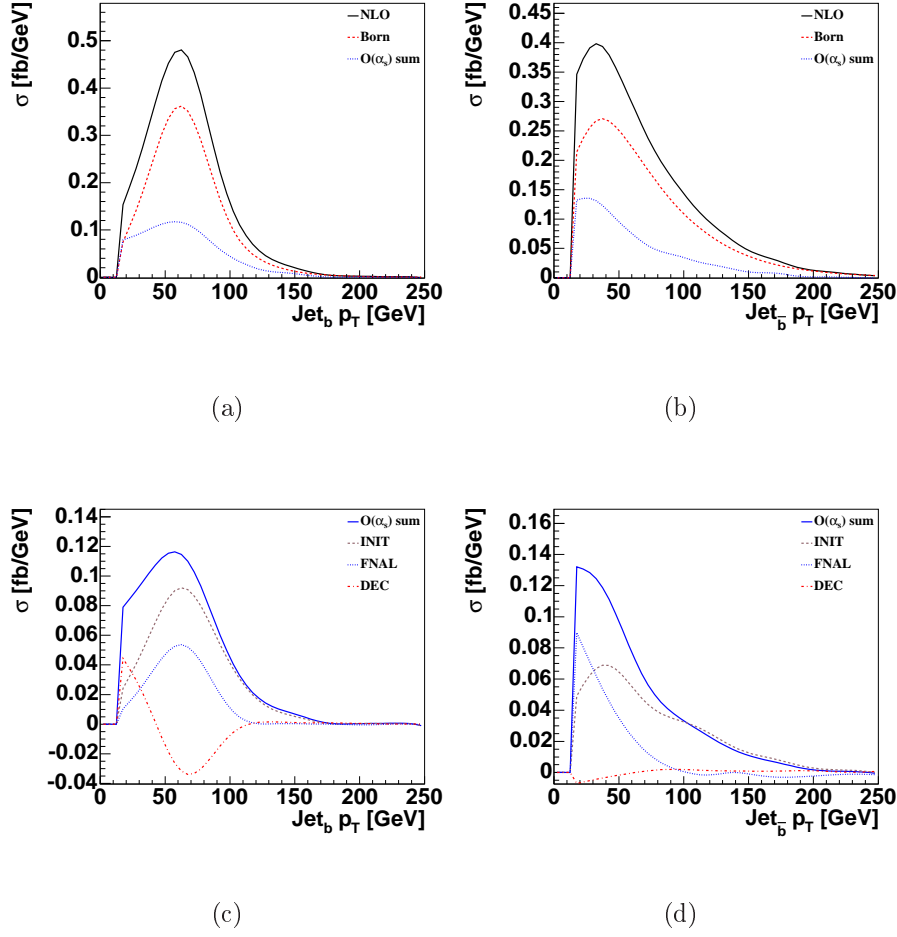 σ [fb/GeV]
0.5
0.4
0.3
0.2
0.1
0
0 50 100 150 200 250
Jet_b p_T [GeV]
NLO
Born
O(α_s) sum
(a)
σ [fb/GeV]
0.45
0.4
0.35
0.3
0.25
0.2
0.15
0.1
0.05
0
0 50 100 150 200 250
Jet_b̅ p_T [GeV]
NLO
Born
O(α_s) sum
(b)
σ [fb/GeV]
0.14
0.12
0.1
0.08
0.06
0.04
0.02
0
-0.02
-0.04
0 50 100 150 200 250
Jet_b p_T [GeV]
O(α_s) sum
INIT
FNAL
DEC
(c)
σ [fb/GeV]
0.16
0.14
0.12
0.1
0.08
0.06
0.04
0.02
0
0 50 100 150 200 250
Jet_b̅ p_T [GeV]
O(α_s) sum
INIT
FNAL
DEC
(d)